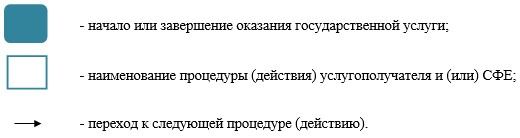 - начало или завершение оказания государственной услуги;
- наименование процедуры (действия) услугополучателя и (или) СФЕ;
- переход к следующей процедуре (действию).